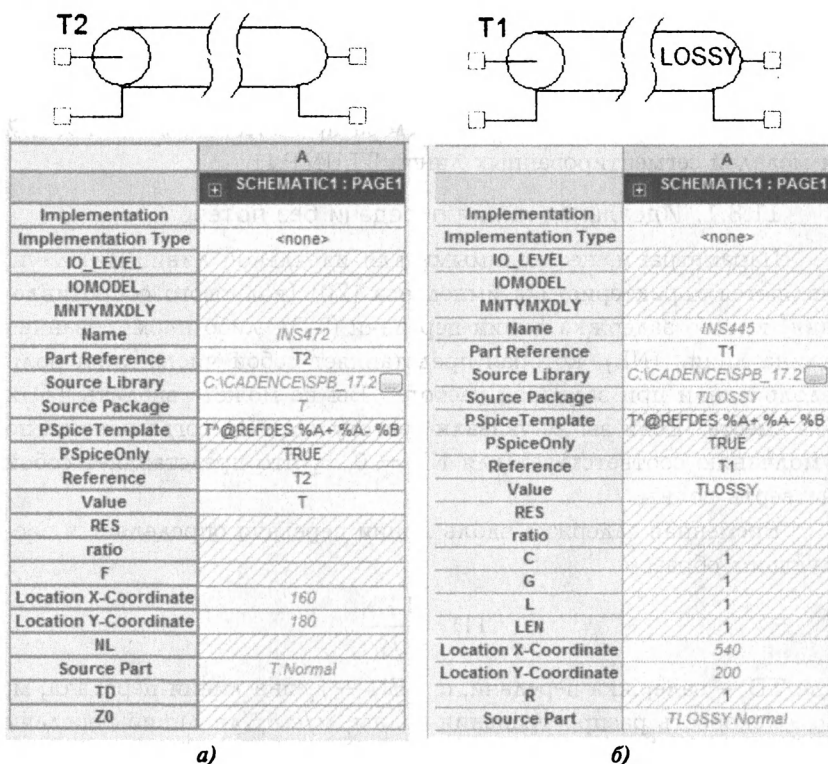 T2
T1
LOSSY
A
SCHEMATIC1 : PAGE1
Implementation
Implementation Type <none>
IO_LEVEL
IOMODEL
MNTYMXDLY
Name INS472
Part Reference T2
Source Library C:\CADENCE\SPB_17.2 ...
Source Package T
PSpiceTemplate T^@REFDES %A+ %A- %B
PSpiceOnly TRUE
Reference T2
Value T
RES
ratio
F
Location X-Coordinate 160
Location Y-Coordinate 180
NL
Source Part T.Normal
TD
Z0
а)
A
SCHEMATIC1 : PAGE1
Implementation
Implementation Type <none>
IO_LEVEL
IOMODEL
MNTYMXDLY
Name INS445
Part Reference T1
Source Library C:\CADENCE\SPB_17.2 ...
Source Package TLOSSY
PSpiceTemplate T^@REFDES %A+ %A- %B
PSpiceOnly TRUE
Reference T1
Value TLOSSY
RES
ratio
C 1
G 1
L 1
LEN 1
Location X-Coordinate 540
Location Y-Coordinate 200
R 1
Source Part TLOSSY.Normal
б)